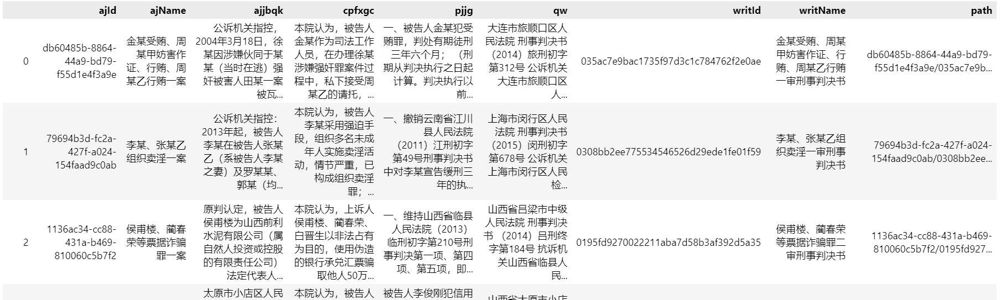 ajId ajName ajjbqk cpfxgc pjjg qw writId writName path
0
db60485b-8864-
44a9-bd79-
f55d1e4f3a9e
金某受贿、周
某甲妨害作
证、行贿、周
某乙行贿一案
公诉机关指控，
2004年3月18日，徐
某因涉嫌伙同于某
某（当时在逃）强
奸被害人田某一案
被瓦...
本院认为，被告人
金某作为司法工作
人员，在办理徐某
涉嫌强奸罪案件过
程中，私下接受周
某乙的请托，...
一、被告人金某犯受
贿罪，判处有期徒刑
三年六个月；（刑
期从判决执行之日起
计算。判决执行以
前...
大连市旅顺口区人
民法院 刑事判决书
（2014）旅刑初字
第312号 公诉机关
大连市旅顺口区
人...
035ac7e9bac1735f97d3c1c784762f2e0ae
金某受贿、周某
甲妨害作证、行
贿、周某乙行贿
一审刑事判决书
db60485b-8864-44a9-bd79-
f55d1e4f3a9e/035ac7e9b...
1
79694b3d-fc2a-
427f-a024-
154faad9c0ab
李某、张某乙
组织卖淫一案
公诉机关指控：
2013年起，被告人
李某在被告人张某
乙（系被告人李某
之妻）及罗某某、
郭某（均...
本院认为，被告人
李某采用强迫手
段，组织多名未成
年人实施卖淫活
动，情节严重，已
构成组织卖淫
罪；...
一、撤销云南省江川
县人民法院
（2011）江刑初字
第49号刑事判决书
中对李某宣告缓刑三
年的执...
上海市闵行区人民
法院 刑事判决书
（2015）闵刑初字
第678号 公诉机关
上海市闵行区人民
检...
0308bb2ee775534546526d29ede1fe01f59
李某、张某乙组
织卖淫一审刑事
判决书
79694b3d-fc2a-427f-a024-
154faad9c0ab/0308bb2ee...
2
1136ac34-cc88-
431a-b469-
810060c5b7f2
侯甫楼、蔺春
荣等票据诈骗
罪一案
原判认定，被告人
侯甫楼为山西前利
水泥有限公司（属
自然人投资或控股
的有限责任公司）
法定代表人...
本院认为，上诉人
侯甫楼、蔺春荣、
白晋生以非法占有
为目的，使用伪造
的银行承兑汇票骗
取他人50万...
一、维持山西省临县
人民法院（2013）
临刑初字第210号刑
事判决第一项、第四
项、第五项，即...
山西省吕梁市中级
人民法院 刑事判决
书 （2014）吕刑终
字第184号 抗诉机
关山西省临县人
民...
0195fd9270022211aba7d58b3af392d5a35
侯甫楼、蔺春荣
等票据诈骗罪二
审刑事判决书
1136ac34-cc88-431a-b469-
810060c5b7f2/0195fd927...
太原市小店区人民
本院认为，被告人
被告人李俊刚犯信用
山西省太原市小店